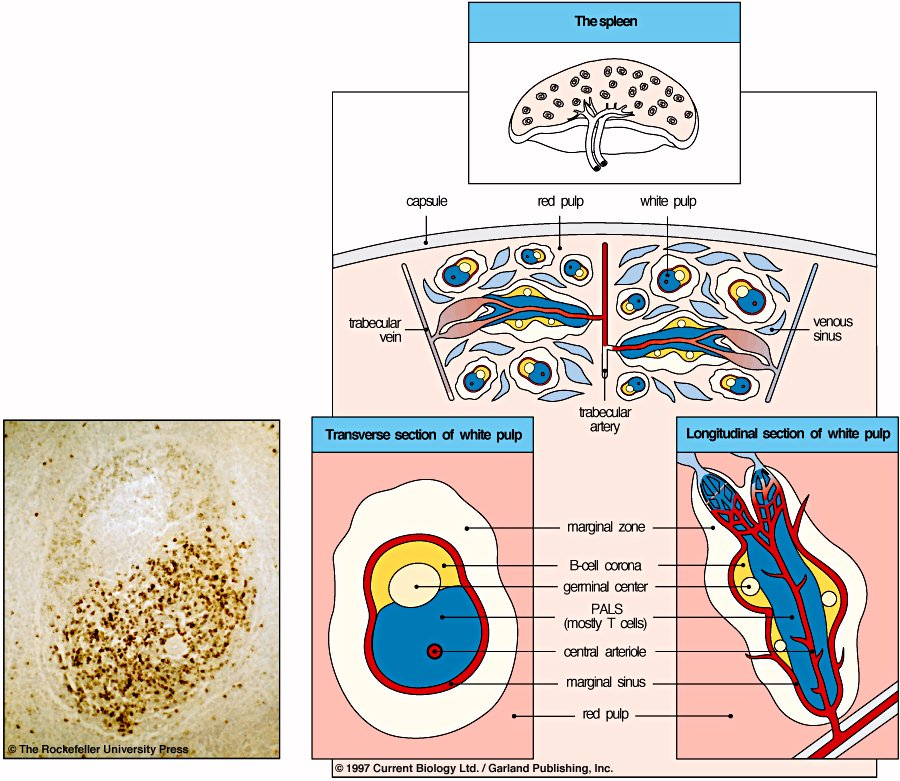 The spleen
capsule
red pulp
white pulp
trabecular
vein
venous
sinus
trabecular
artery
Transverse section of white pulp
Longitudinal section of white pulp
marginal zone
B-cell corona
germinal center
PALS
(mostly T cells)
central arteriole
marginal sinus
red pulp
© The Rockefeller University Press
© 1997 Current Biology Ltd. / Garland Publishing, Inc.